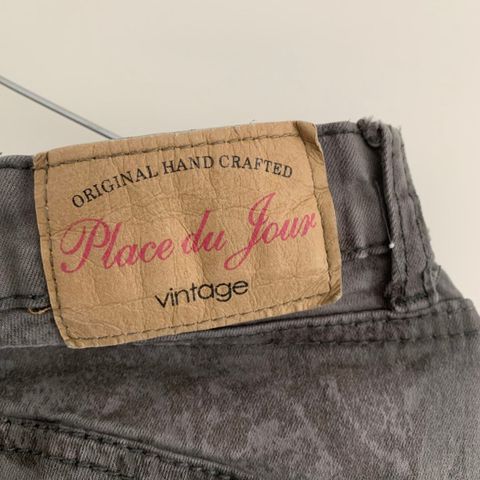 ORIGINAL HAND CRAFTED
Place du Jour
vintage